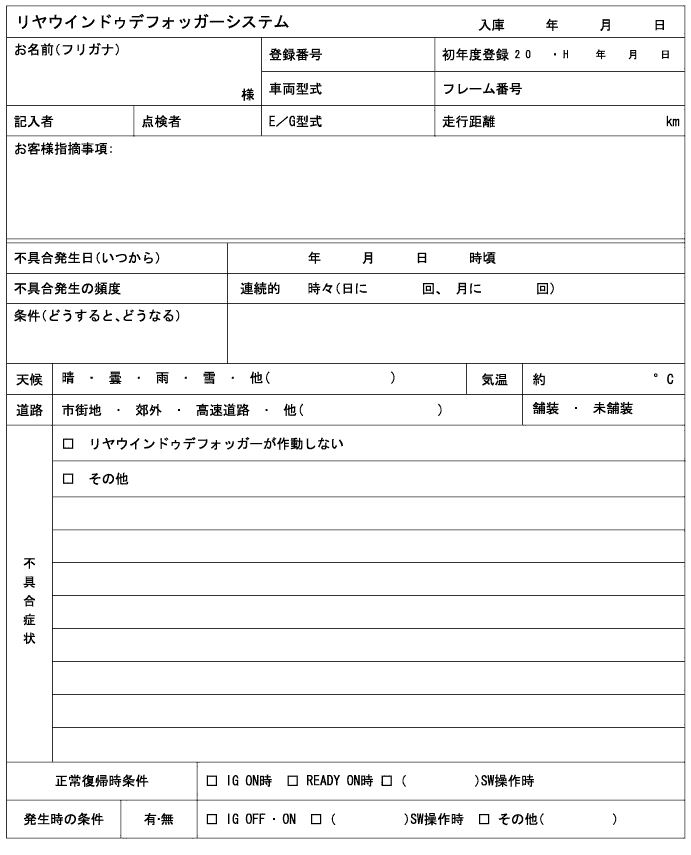 リヤウインドゥデフォッガーシステム 入庫 年 月 日
お名前(フリガナ) 様 登録番号 初年度登録 20 ・H 年 月 日
車両型式 フレーム番号
記入者 点検者 E/G型式 走行距離 km
お客様指摘事項:
不具合発生日(いつから) 年 月 日 時頃
不具合発生の頻度 連続的 時々(日に 回、月に 回)
条件(どうすると、どうなる)
天候 晴 ・ 曇 ・ 雨 ・ 雪 ・ 他( ) 気温 約 °C
道路 市街地 ・ 郊外 ・ 高速道路 ・ 他( ) 舗装 ・ 未舗装
不具合症状
□ リヤウインドゥデフォッガーが作動しない
□ その他
正常復帰時条件 □ IG ON時 □ READY ON時 □ ( )SW操作時
発生時の条件 有・無 □ IG OFF・ON □ ( )SW操作時 □ その他( )